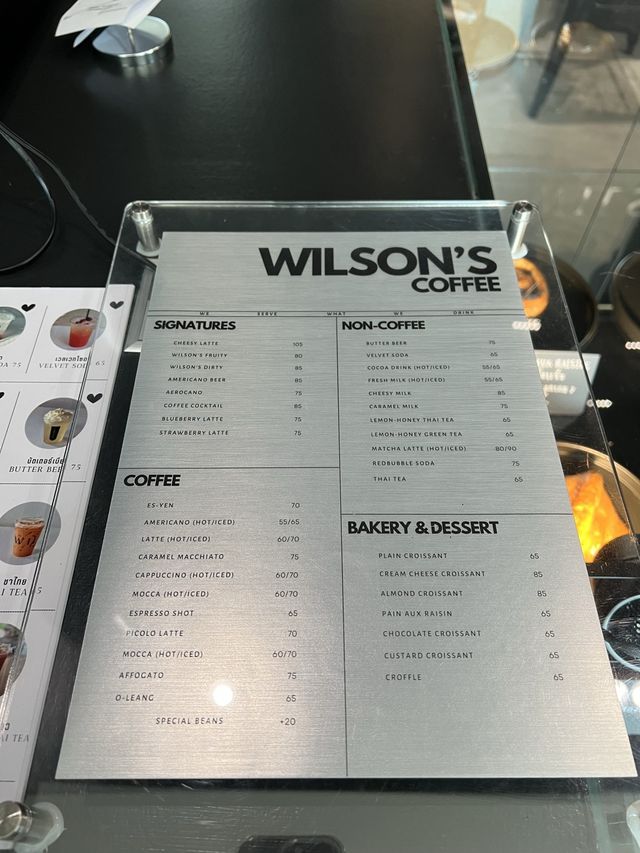 WILSON'S
COFFEE
WE SERVE WHAT WE DRINK
SIGNATURES
CHEESY LATTE 105
WILSON'S FRUITY 80
WILSON'S DIRTY 85
AMERICANO BEER 85
AEROCANO 75
COFFEE COCKTAIL 85
BLUEBERRY LATTE 75
STRAWBERRY LATTE 75
COFFEE
ES-YEN 70
AMERICANO (HOT/ICED) 55/65
LATTE (HOT/ICED) 60/70
CARAMEL MACCHIATO 75
CAPPUCCINO (HOT/ICED) 60/70
MOCCA (HOT/ICED) 60/70
ESPRESSO SHOT 65
PICOLO LATTE 70
MOCCA (HOT/ICED) 60/70
AFFOGATO 75
O-LEANG 65
SPECIAL BEANS +20
NON-COFFEE
BUTTER BEER 75
VELVET SODA 65
COCOA DRINK (HOT/ICED) 55/65
FRESH MILK (HOT/ICED) 55/65
CHEESY MILK 85
CARAMEL MILK 75
LEMON-HONEY THAI TEA 65
LEMON-HONEY GREEN TEA 65
MATCHA LATTE (HOT/ICED) 80/90
REDBUBBLE SODA 75
THAI TEA 65
BAKERY & DESSERT
PLAIN CROISSANT 65
CREAM CHEESE CROISSANT 85
ALMOND CROISSANT 85
PAIN AUX RAISIN 65
CHOCOLATE CROISSANT 65
CUSTARD CROISSANT 65
CROFFLE 65
75
เวลเวทโซดา
VELVET SODA 65
บัตเตอร์เบียร์
BUTTER BEER 75
ชาไทย